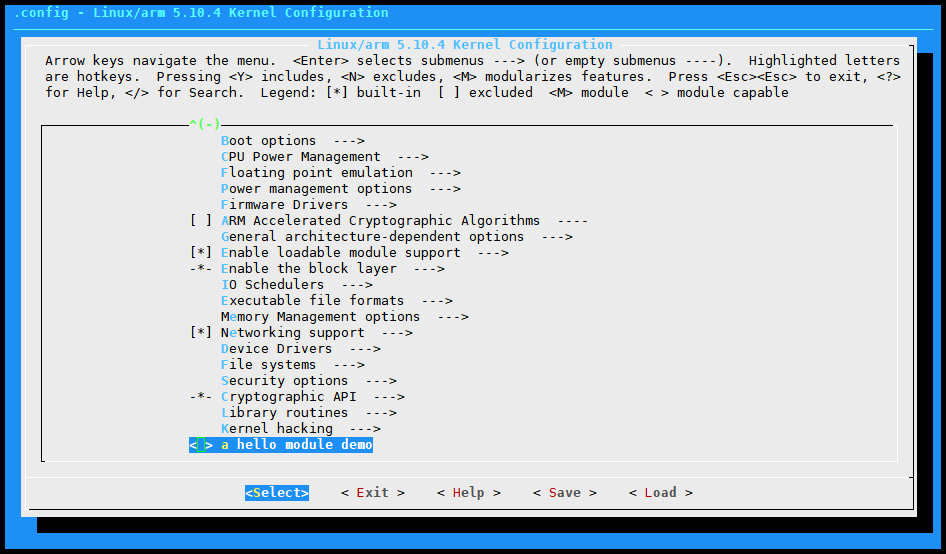 .config - Linux/arm 5.10.4 Kernel Configuration
Linux/arm 5.10.4 Kernel Configuration
Arrow keys navigate the menu.  <Enter> selects submenus ---> (or empty submenus ----).  Highlighted letters
are hotkeys.  Pressing <Y> includes, <N> excludes, <M> modularizes features.  Press <Esc><Esc> to exit, <?>
for Help, </> for Search.  Legend: [*] built-in  [ ] excluded  <M> module  < > module capable
^(-)
Boot options  --->
CPU Power Management  --->
Floating point emulation  --->
Power management options  --->
Firmware Drivers  --->
[ ] ARM Accelerated Cryptographic Algorithms  ----
General architecture-dependent options  --->
[*] Enable loadable module support  --->
-*- Enable the block layer  --->
IO Schedulers  --->
Executable file formats  --->
Memory Management options  --->
[*] Networking support  --->
Device Drivers  --->
File systems  --->
Security options  --->
-*- Cryptographic API  --->
Library routines  --->
Kernel hacking  --->
< > a hello module demo
<Select>    < Exit >    < Help >    < Save >    < Load >